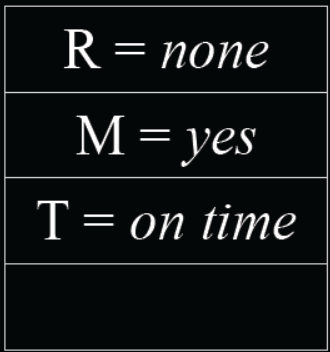 R = none
M = yes
T = on time